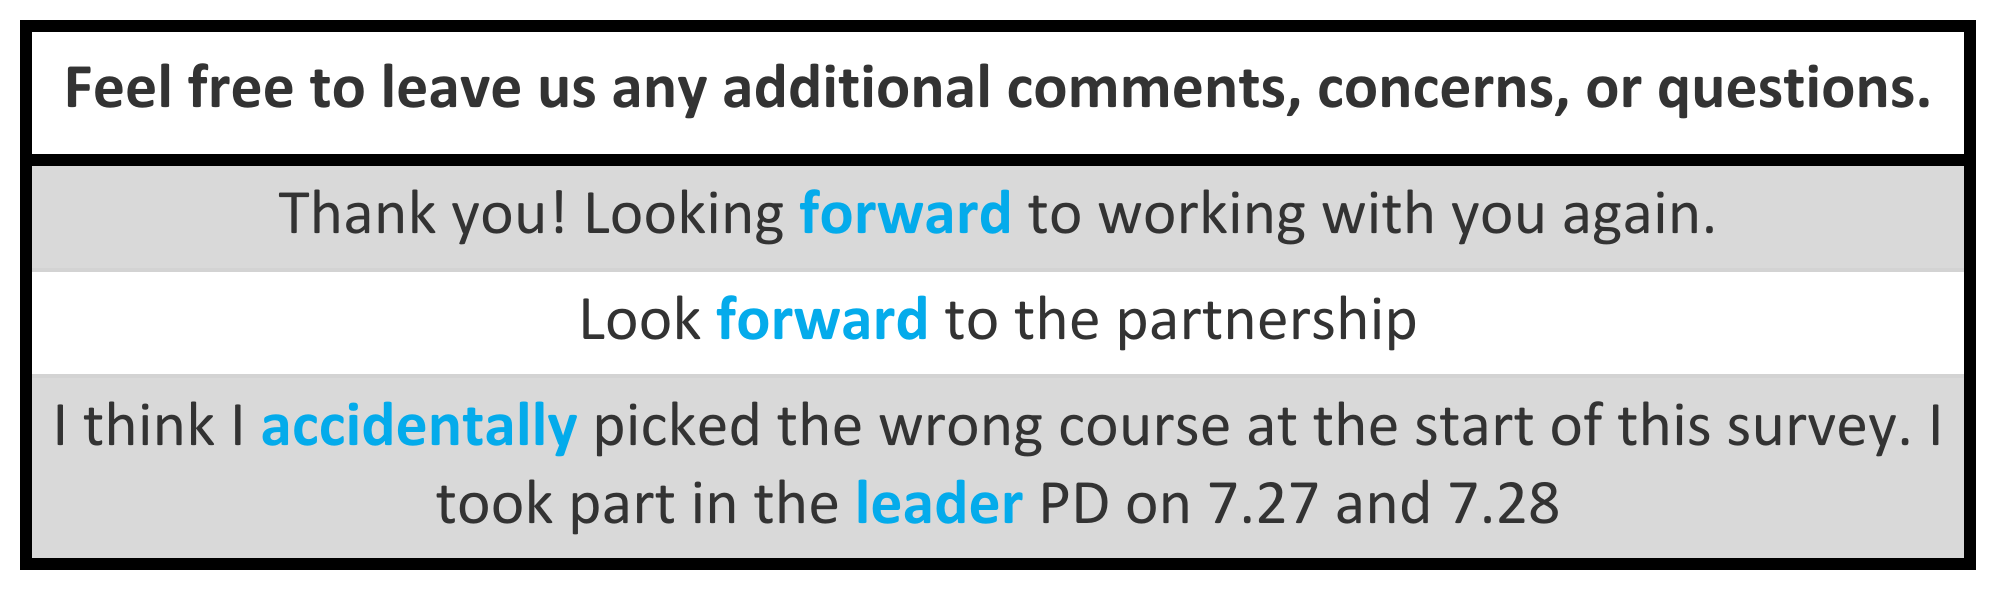 Feel free to leave us any additional comments, concerns, or questions.
Thank you! Looking forward to working with you again.
Look forward to the partnership
I think I accidentally picked the wrong course at the start of this survey. I
took part in the leader PD on 7.27 and 7.28